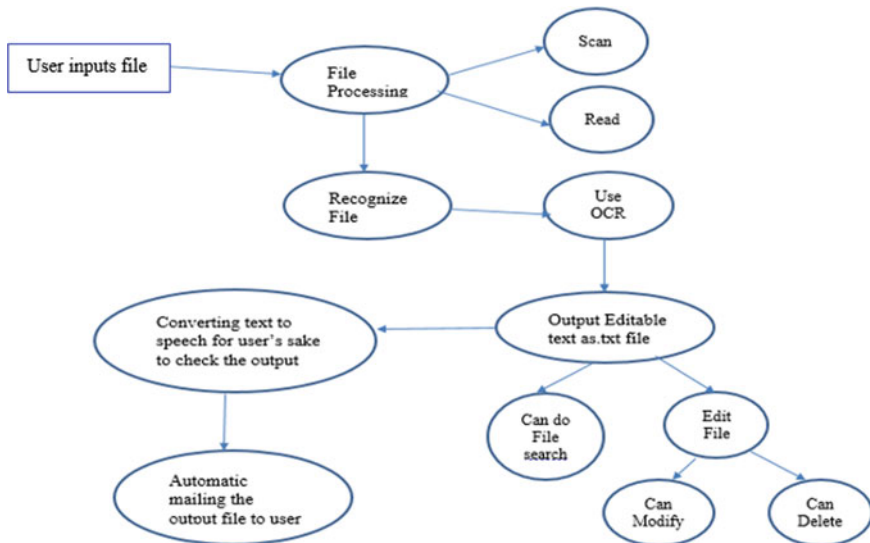 User inputs file
File
Processing
Scan
Read
Recognize
File
Use
OCR
Output Editable
text as.txt file
Converting text to
speech for user's sake
to check the output
Can do
File
search
Edit
File
Automatic
mailing the
output file to user
Can
Modify
Can
Delete